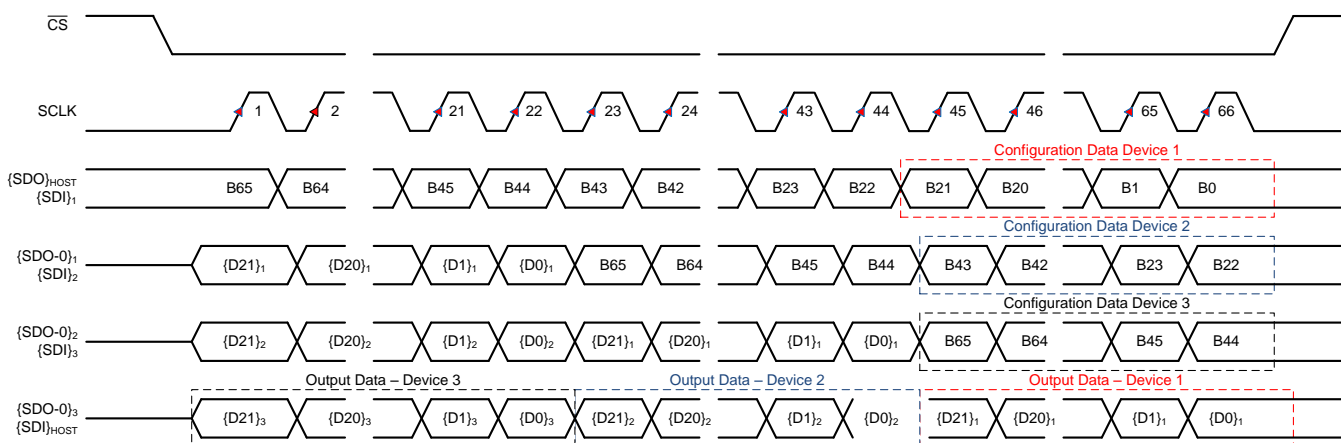 CS
SCLK 1 2 21 22 23 24 43 44 45 46 65 66
Configuration Data Device 1
{SDO}HOST
{SDI}1
B65 B64 B45 B44 B43 B42 B23 B22 B21 B20 B1 B0
Configuration Data Device 2
{SDO-0}1
{SDI}2
{D21}1 {D20}1 {D1}1 {D0}1 B65 B64 B45 B44 B43 B42 B23 B22
Configuration Data Device 3
{SDO-0}2
{SDI}3
{D21}2 {D20}2 {D1}2 {D0}2 {D21}1 {D20}1 {D1}1 {D0}1 B65 B64 B45 B44
Output Data – Device 3 Output Data – Device 2 Output Data – Device 1
{SDO-0}3
{SDI}HOST
{D21}3 {D20}3 {D1}3 {D0}3 {D21}2 {D20}2 {D1}2 {D0}2 {D21}1 {D20}1 {D1}1 {D0}1